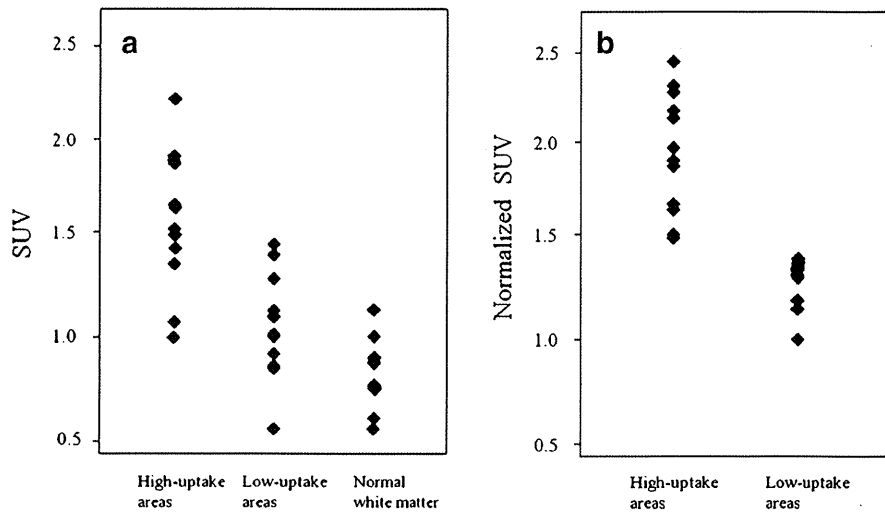 a
2.5
2.0
1.5
1.0
0.5
SUV
High-uptake areas
Low-uptake areas
Normal white matter
b
2.5
2.0
1.5
1.0
0.5
Normalized SUV
High-uptake areas
Low-uptake areas